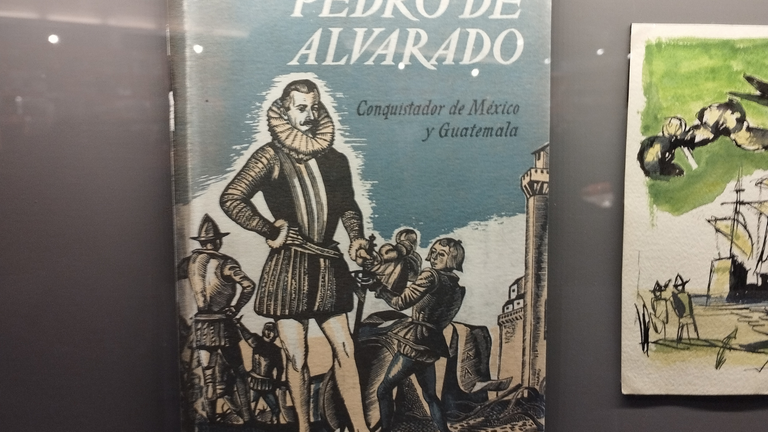 PEDRO DE
ALVARADO
Conquistador de México
y Guatemala